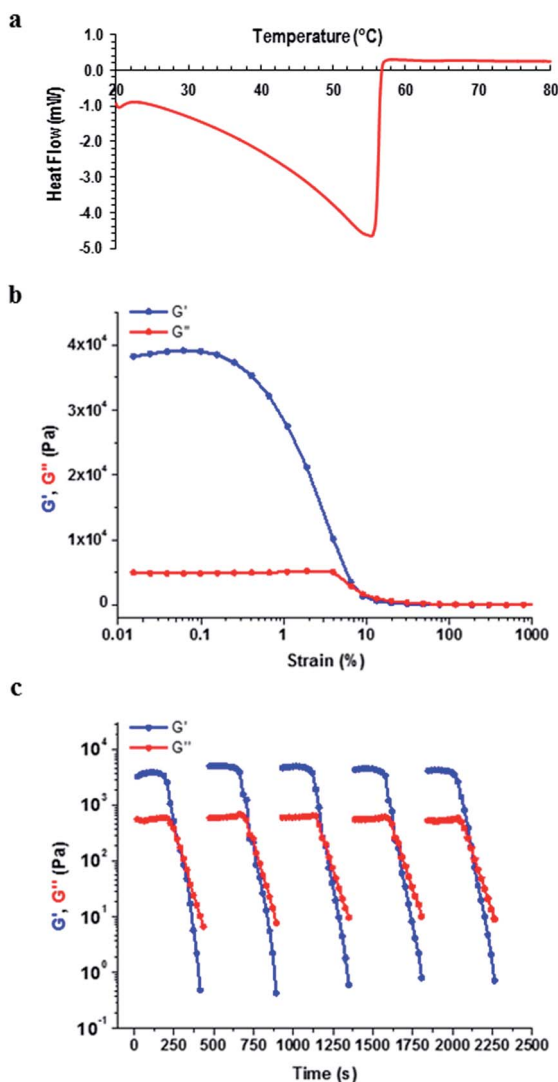 a
Temperature (°C)
1.0
0.0
20 30 40 50 60 70 80
-1.0
-2.0
-3.0
-4.0
-5.0
Heat Flow (mW)
b
G'
G"
4x10⁴
3x10⁴
2x10⁴
1x10⁴
0
G', G" (Pa)
0.01 0.1 1 10 100 1000
Strain (%)
c
G'
G"
10⁴
10³
10²
10¹
10⁰
10⁻¹
G', G" (Pa)
0 250 500 750 1000 1250 1500 1750 2000 2250 2500
Time (s)